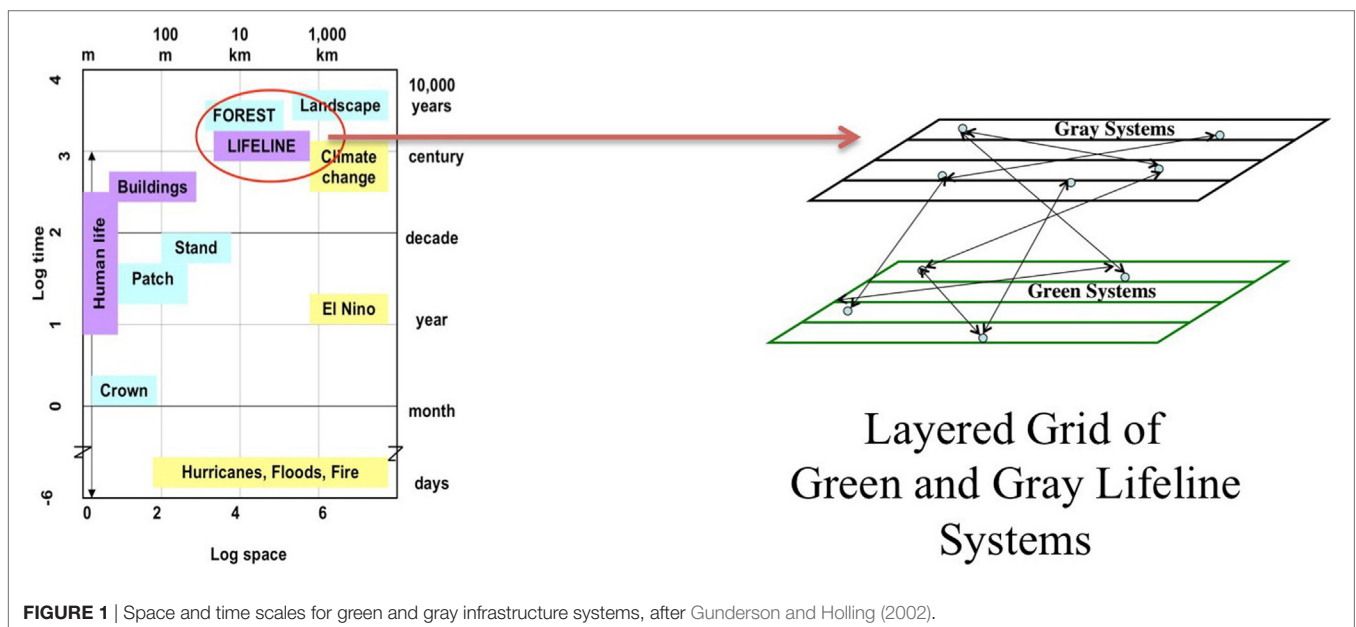 m
100
m
10
km
1,000
km
4
3
2
1
0
-6
Log time
10,000
years
century
decade
year
month
days
FOREST
Landscape
LIFELINE
Climate
change
Buildings
Human life
Stand
Patch
El Nino
Crown
Hurricanes, Floods, Fire
0
2
4
6
Log space
Gray Systems
Green Systems
Layered Grid of
Green and Gray Lifeline
Systems
FIGURE 1 | Space and time scales for green and gray infrastructure systems, after Gunderson and Holling (2002).